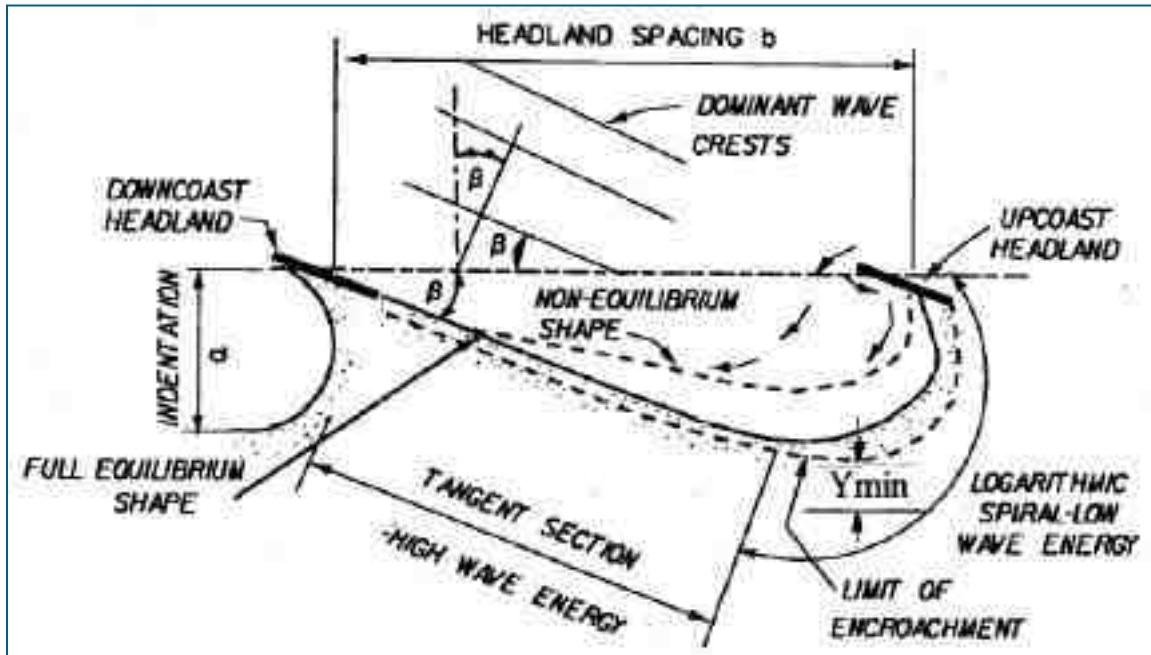 HEADLAND SPACING b
DOMINANT WAVE
CRESTS
β
DOWNCOAST
HEADLAND
UPCOAST
HEADLAND
β
β
NON-EQUILIBRIUM
SHAPE
INDENTATION
a
FULL EQUILIBRIUM
SHAPE
TANGENT SECTION
-HIGH WAVE ENERGY
Ymin
LOGARITHMIC
SPIRAL-LOW
WAVE ENERGY
LIMIT OF
ENCROACHMENT